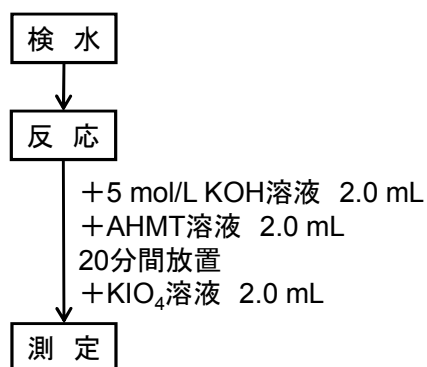 検 水
反 応
＋5 mol/L KOH溶液 2.0 mL
＋AHMT溶液 2.0 mL
20分間放置
＋KIO₄溶液 2.0 mL
測 定